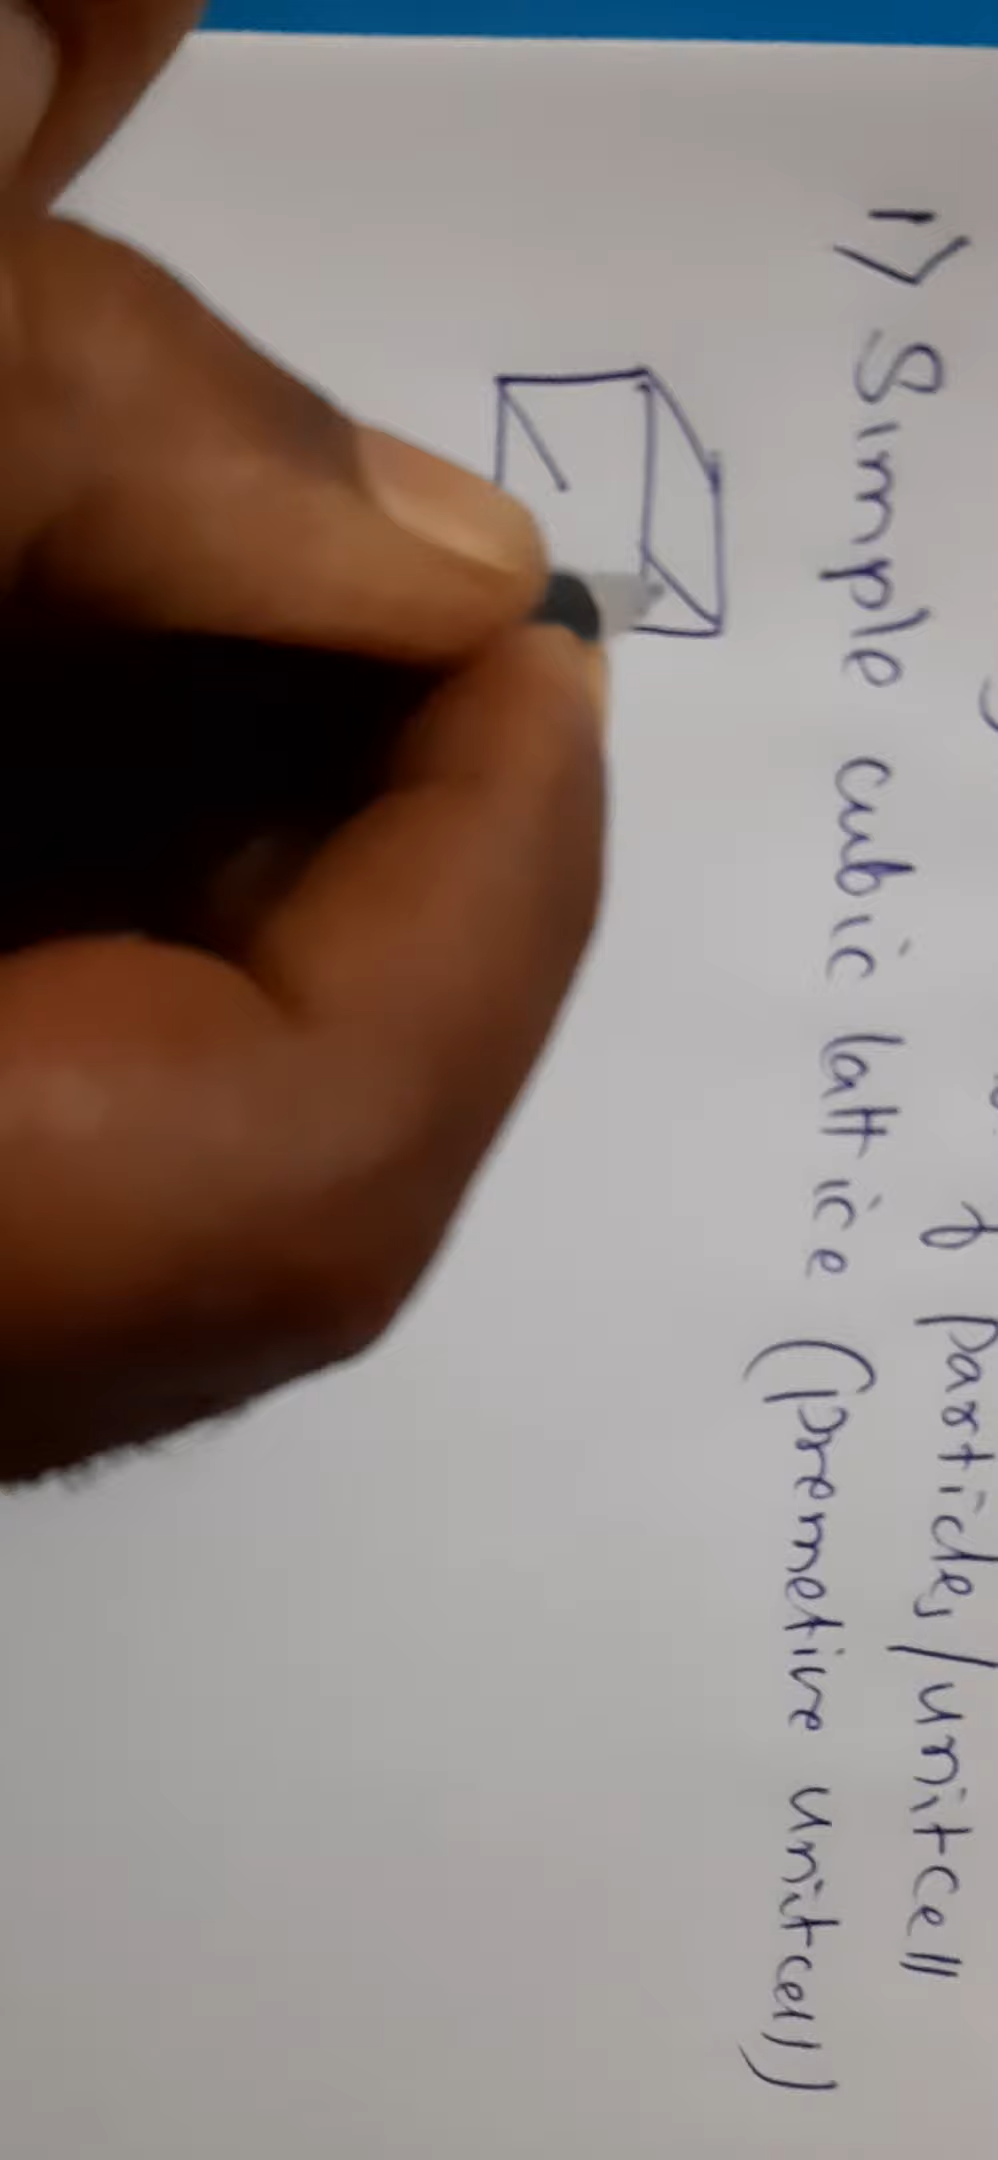 of particles/unitcell
1) Simple cubic lattice (premetive unitcell)